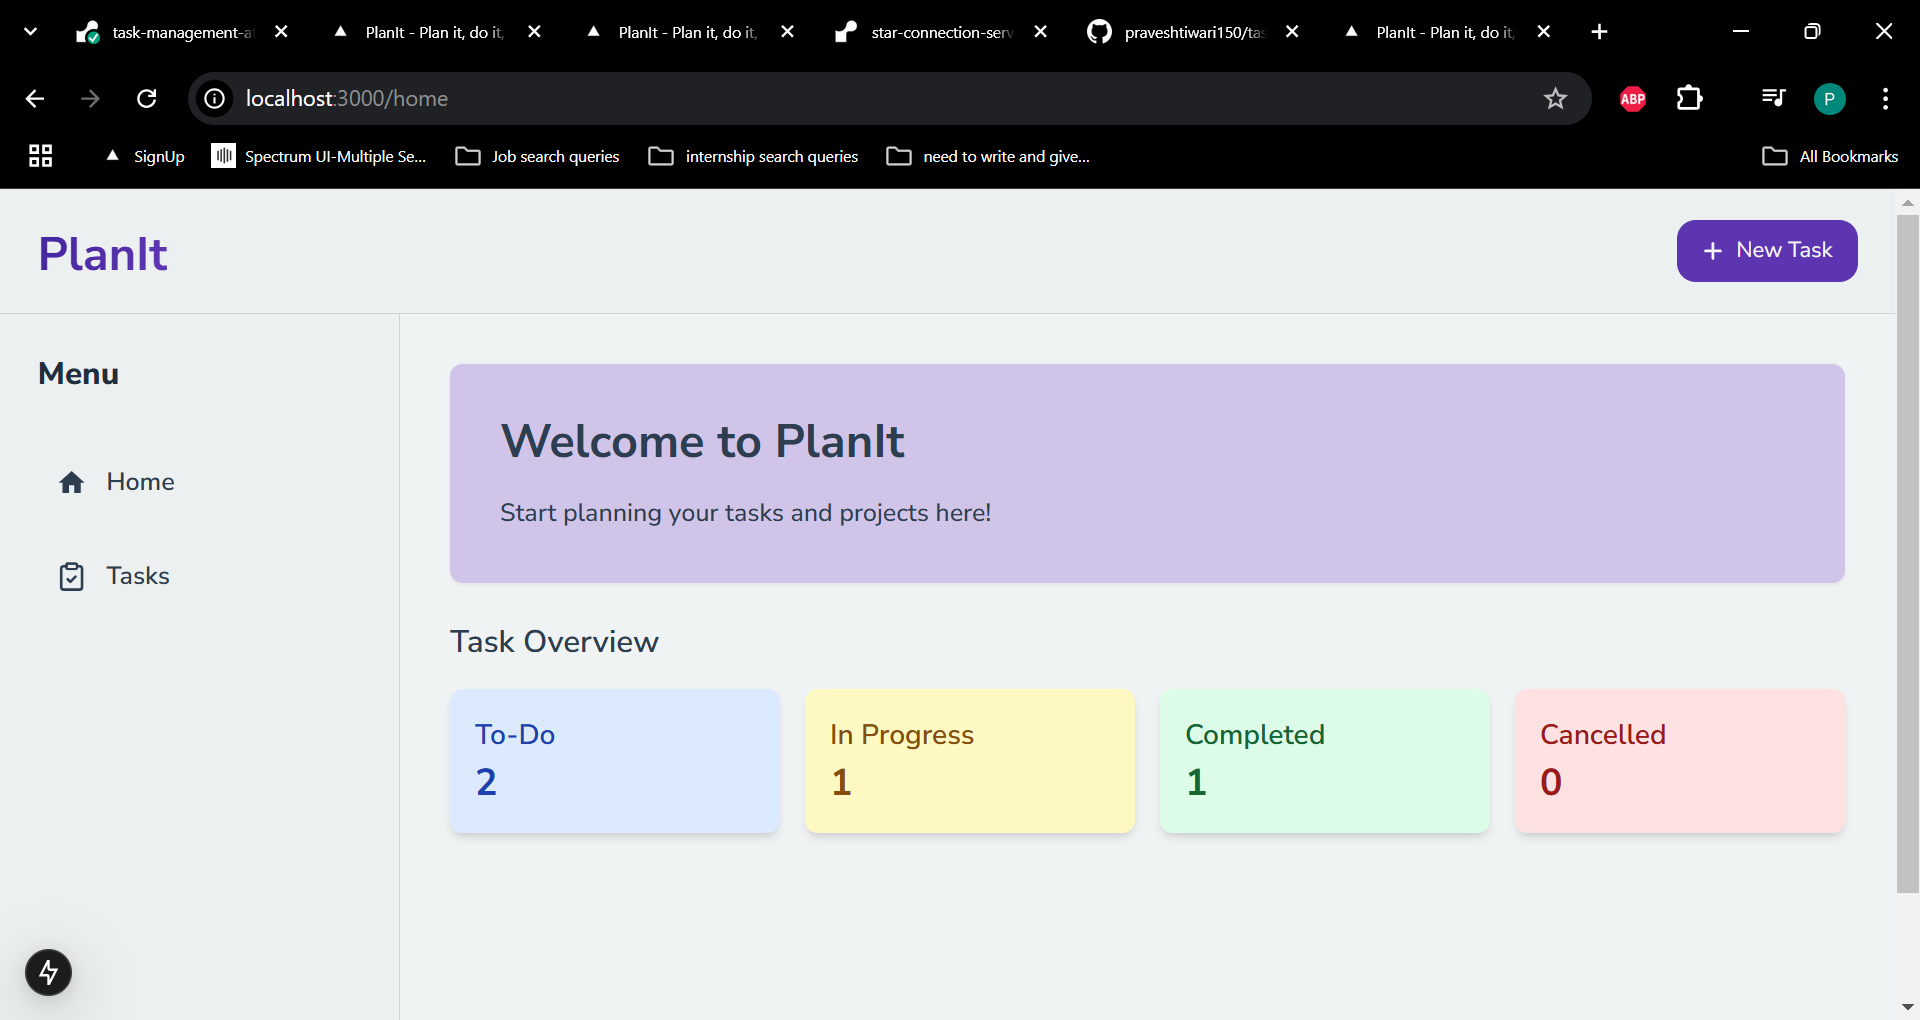 task-management-a
PlanIt - Plan it, do it,
PlanIt - Plan it, do it,
star-connection-serv
praveshtiwari150/tas
PlanIt - Plan it, do it,
localhost:3000/home
ABP
P
SignUp
Spectrum UI-Multiple Se...
Job search queries
internship search queries
need to write and give...
All Bookmarks
PlanIt
+ New Task
Menu
Home
Tasks
Welcome to PlanIt
Start planning your tasks and projects here!
Task Overview
To-Do
2
In Progress
1
Completed
1
Cancelled
0